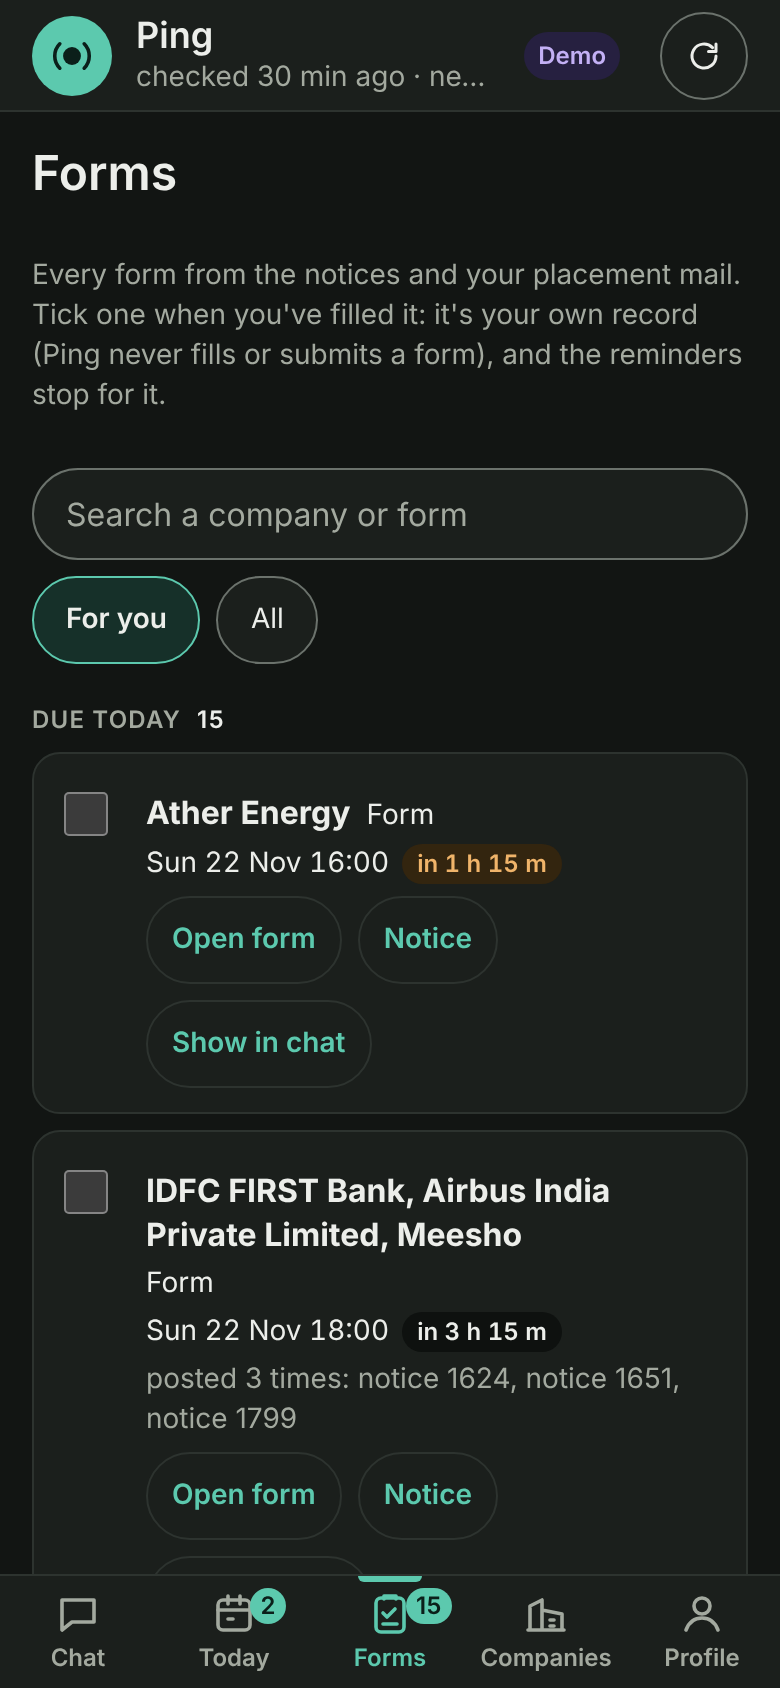 Ping
checked 30 min ago · ne...
Demo
Forms
Every form from the notices and your placement mail.
Tick one when you've filled it: it's your own record
(Ping never fills or submits a form), and the reminders
stop for it.
Search a company or form
For you
All
DUE TODAY 15
Ather Energy Form
Sun 22 Nov 16:00 in 1 h 15 m
Open form
Notice
Show in chat
IDFC FIRST Bank, Airbus India
Private Limited, Meesho
Form
Sun 22 Nov 18:00 in 3 h 15 m
posted 3 times: notice 1624, notice 1651,
notice 1799
Open form
Notice
2
15
Chat
Today
Forms
Companies
Profile